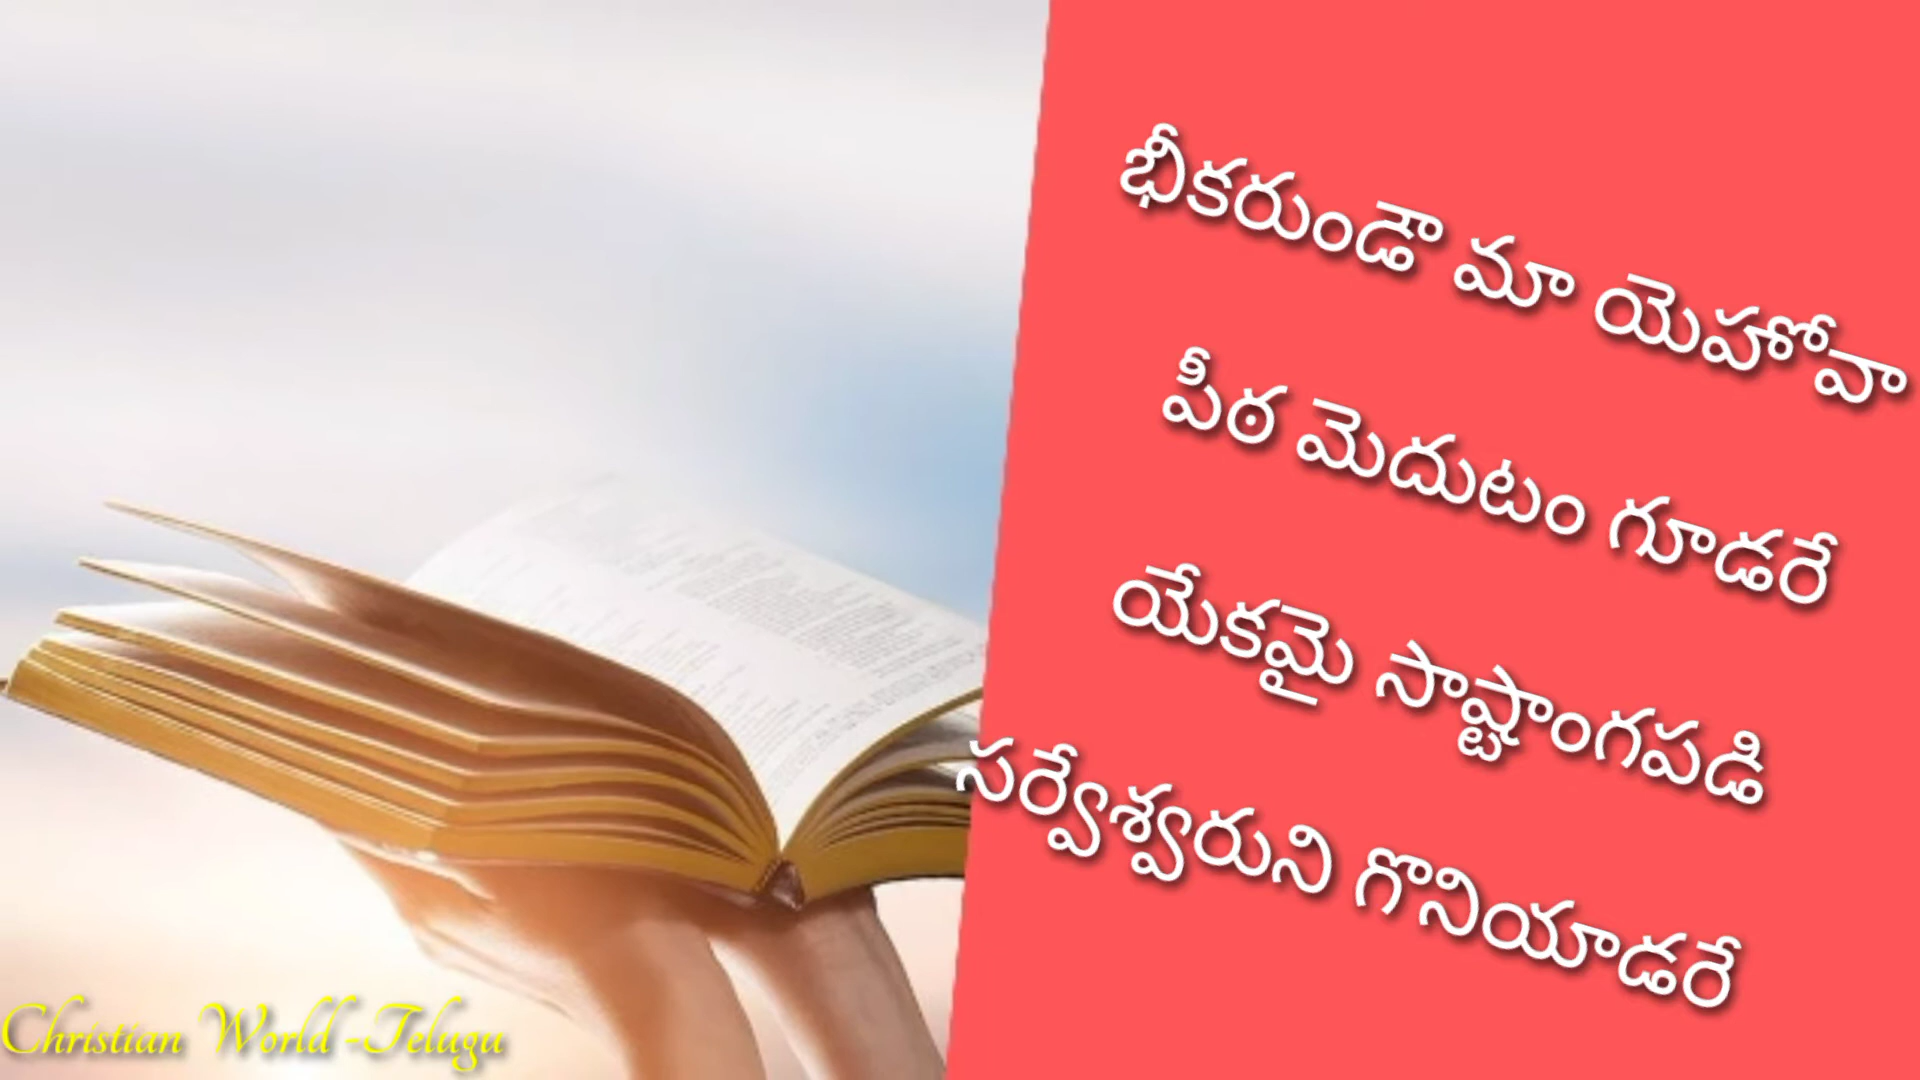 భీకరుండౌ మా యెహోవా
పీఠ మెదుటం గూడరే
యేకమై సాష్టాంగపడి
సర్వేశ్వరుని గొనియాడరే
Christian World -Telugu